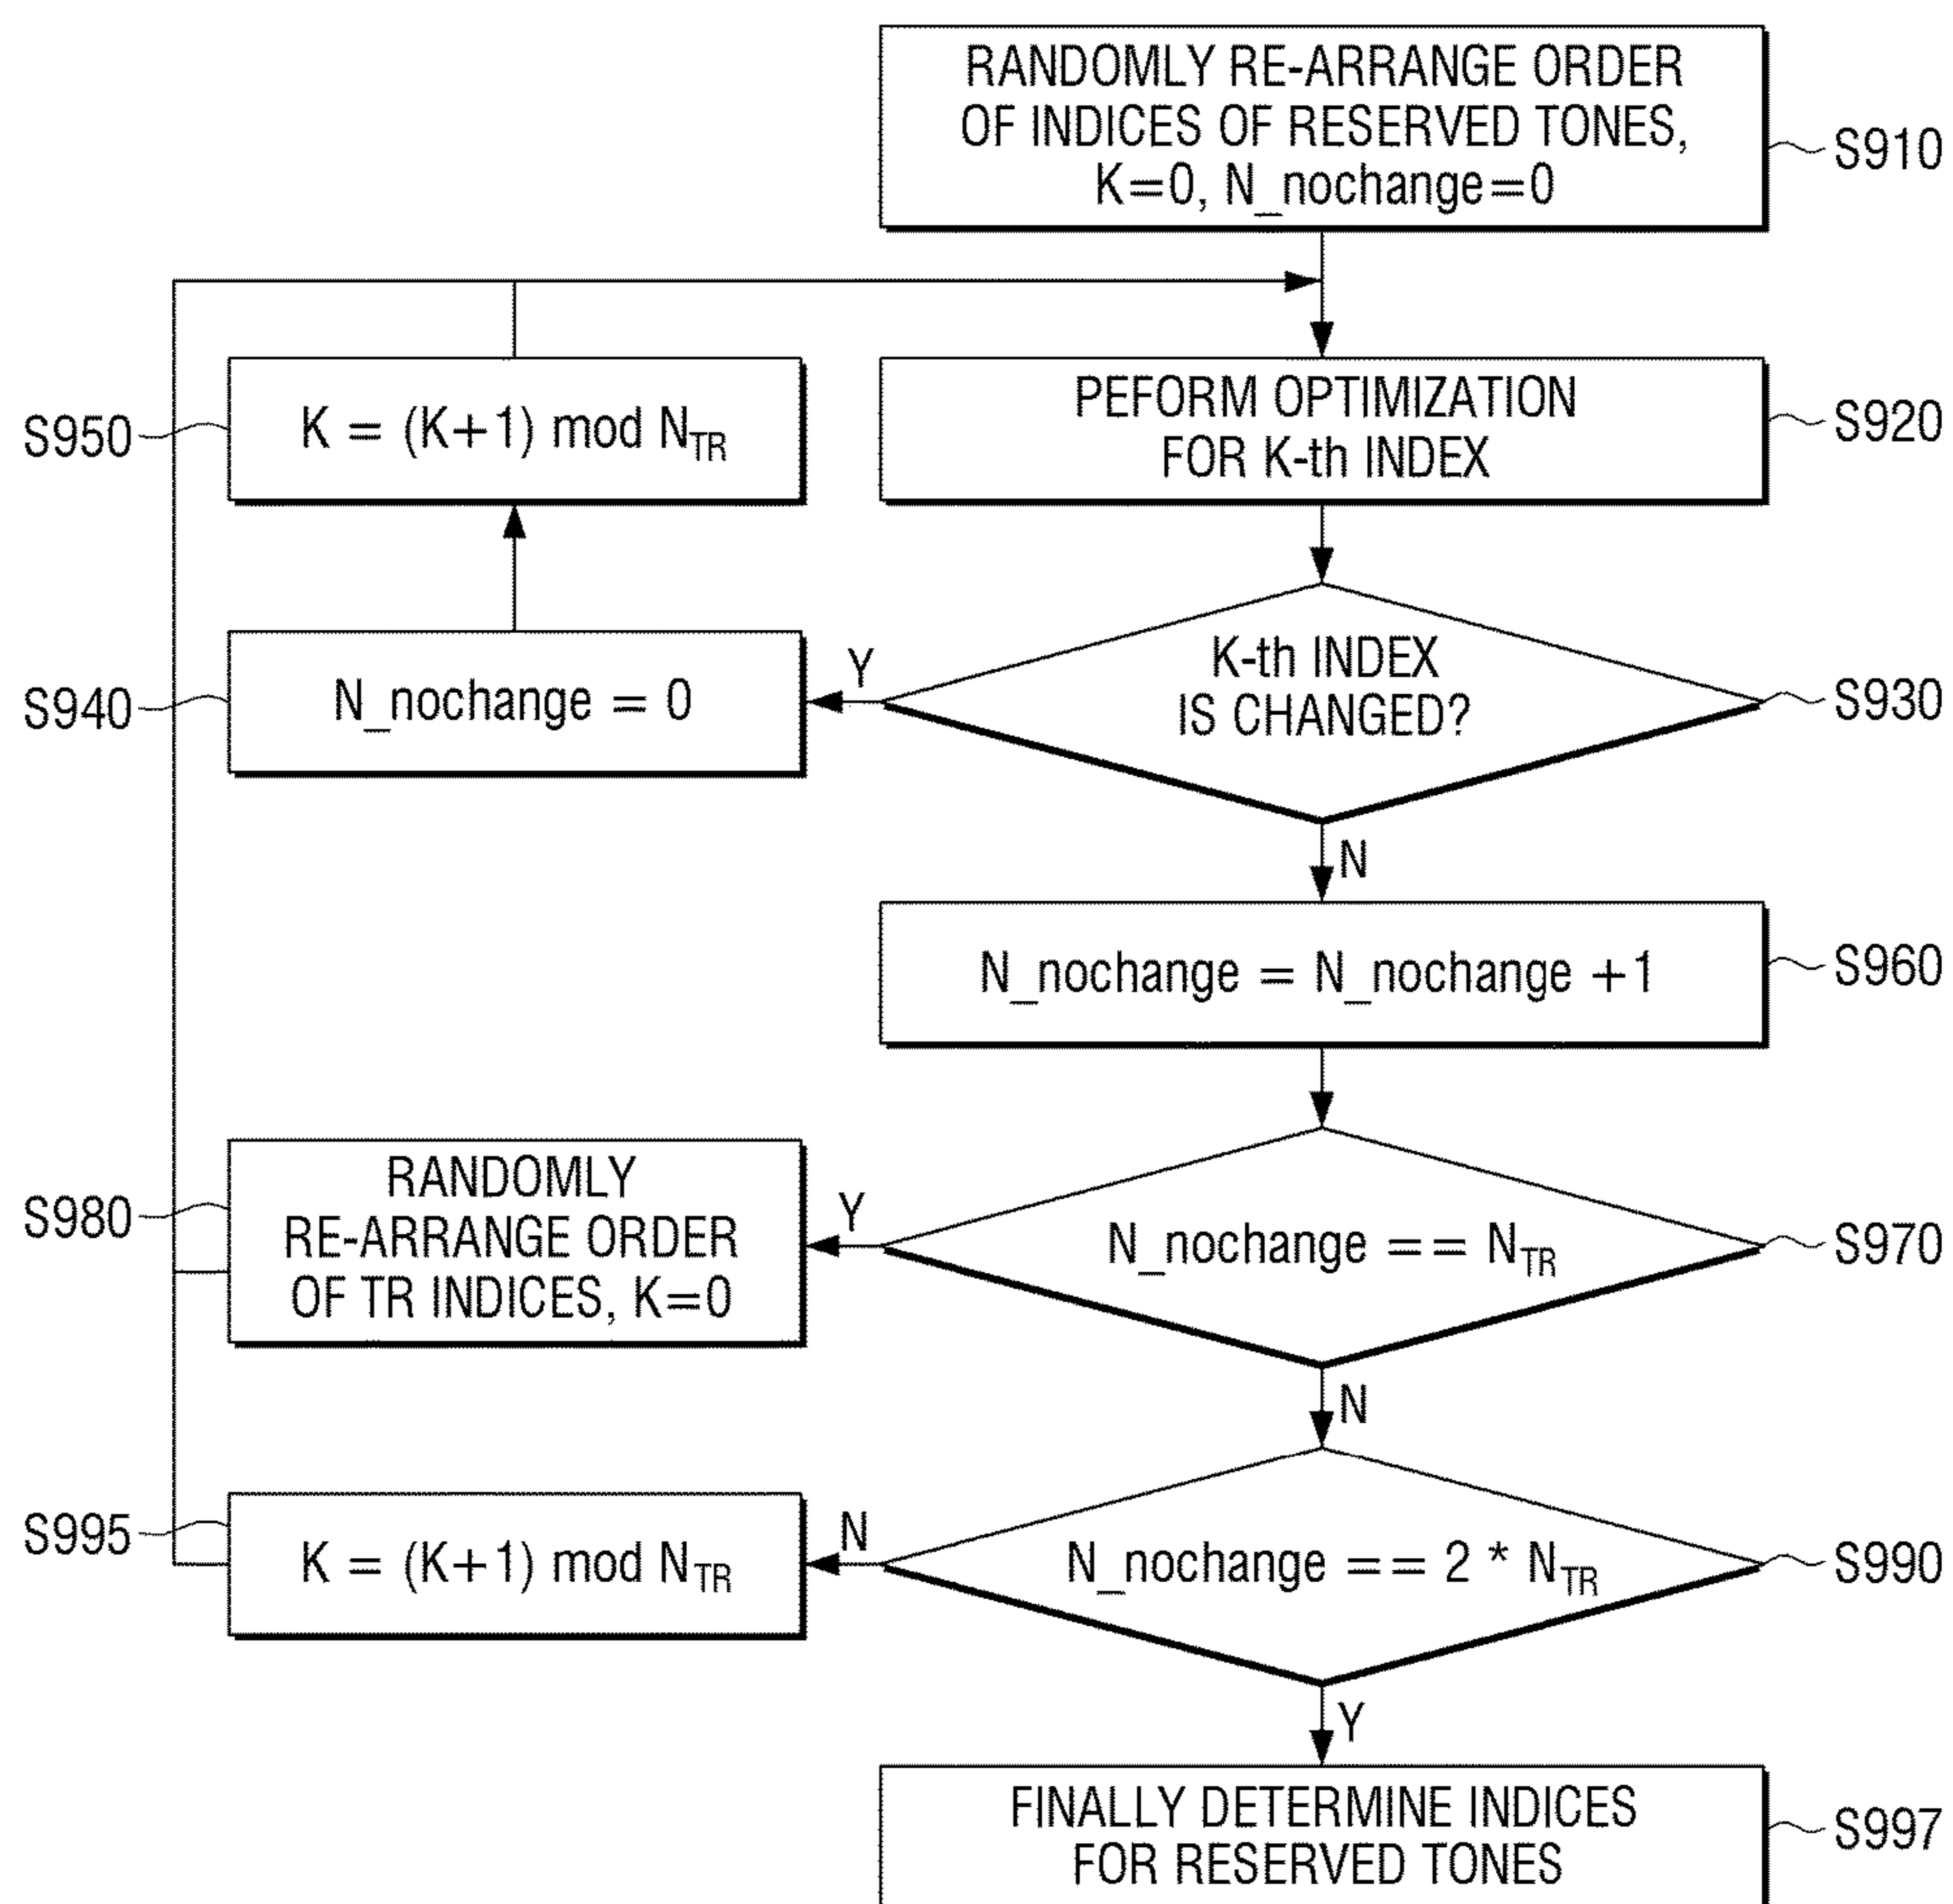 RANDOMLY RE-ARRANGE ORDER
OF INDICES OF RESERVED TONES,
K=0, N_nochange=0
S910
S950
K = (K+1) mod NTR
PEFORM OPTIMIZATION
FOR K-th INDEX
S920
S940
N_nochange = 0
Y
K-th INDEX
IS CHANGED?
S930
N
N_nochange = N_nochange +1
S960
S980
RANDOMLY
RE-ARRANGE ORDER
OF TR INDICES, K=0
Y
N_nochange == NTR
S970
N
S995
K = (K+1) mod NTR
N
N_nochange == 2 * NTR
S990
Y
FINALLY DETERMINE INDICES
FOR RESERVED TONES
S997